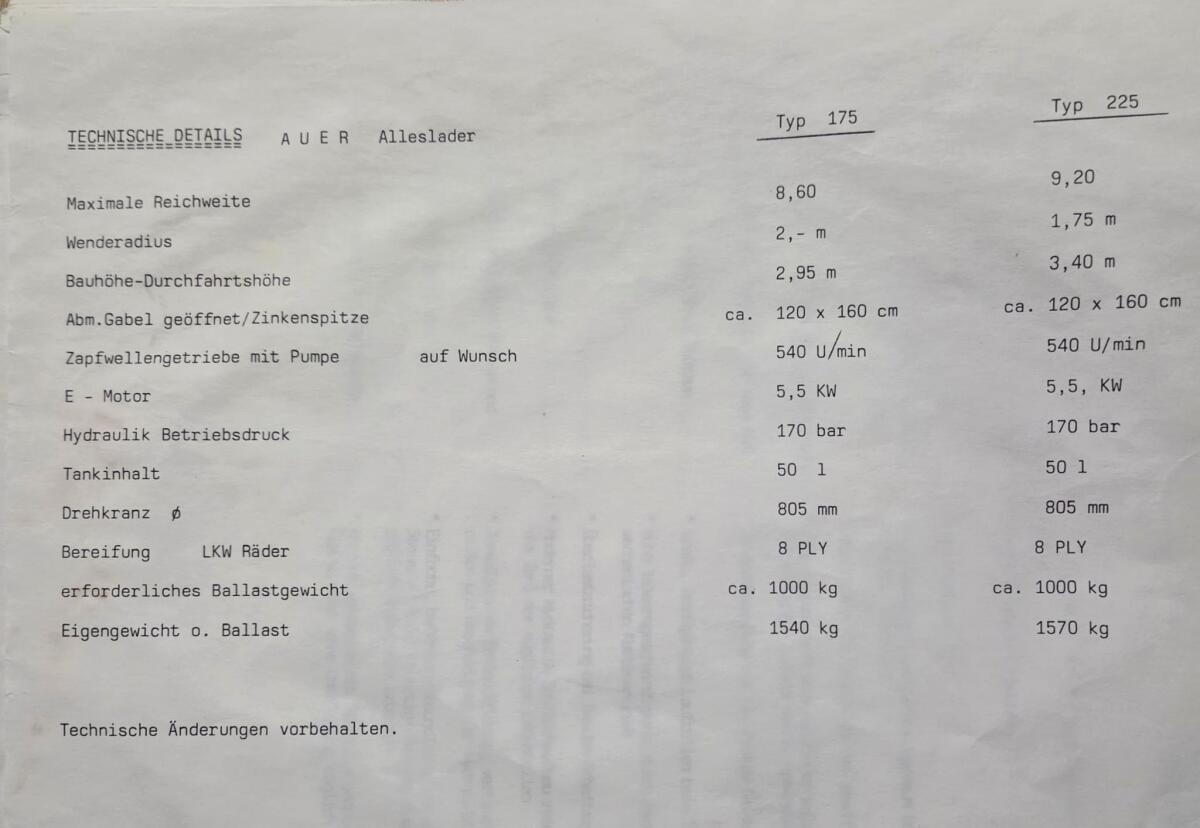 TECHNISCHE DETAILS A U E R Alleslader Typ 175 Typ 225
Maximale Reichweite 8,60 9,20
Wenderadius 2,- m 1,75 m
Bauhöhe-Durchfahrtshöhe 2,95 m 3,40 m
Abm.Gabel geöffnet/Zinkenspitze ca. 120 x 160 cm ca. 120 x 160 cm
Zapfwellengetriebe mit Pumpe auf Wunsch 540 U/min 540 U/min
E - Motor 5,5 KW 5,5, KW
Hydraulik Betriebsdruck 170 bar 170 bar
Tankinhalt 50 l 50 l
Drehkranz ø 805 mm 805 mm
Bereifung LKW Räder 8 PLY 8 PLY
erforderliches Ballastgewicht ca. 1000 kg ca. 1000 kg
Eigengewicht o. Ballast 1540 kg 1570 kg
Technische Änderungen vorbehalten.